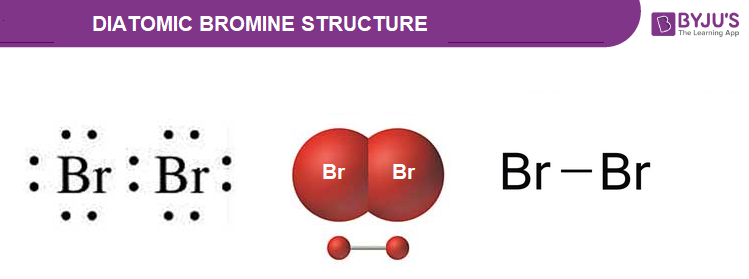 DIATOMIC BROMINE STRUCTURE
BYJU'S
The Learning App
Br : Br
Br Br
Br – Br